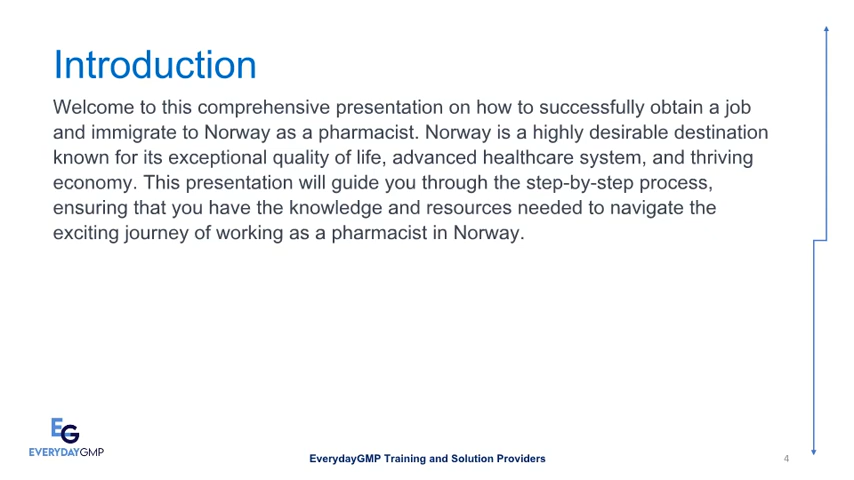 Introduction
Welcome to this comprehensive presentation on how to successfully obtain a job
and immigrate to Norway as a pharmacist. Norway is a highly desirable destination
known for its exceptional quality of life, advanced healthcare system, and thriving
economy. This presentation will guide you through the step-by-step process,
ensuring that you have the knowledge and resources needed to navigate the
exciting journey of working as a pharmacist in Norway.
EG
EVERYDAYGMP
EverydayGMP Training and Solution Providers
4